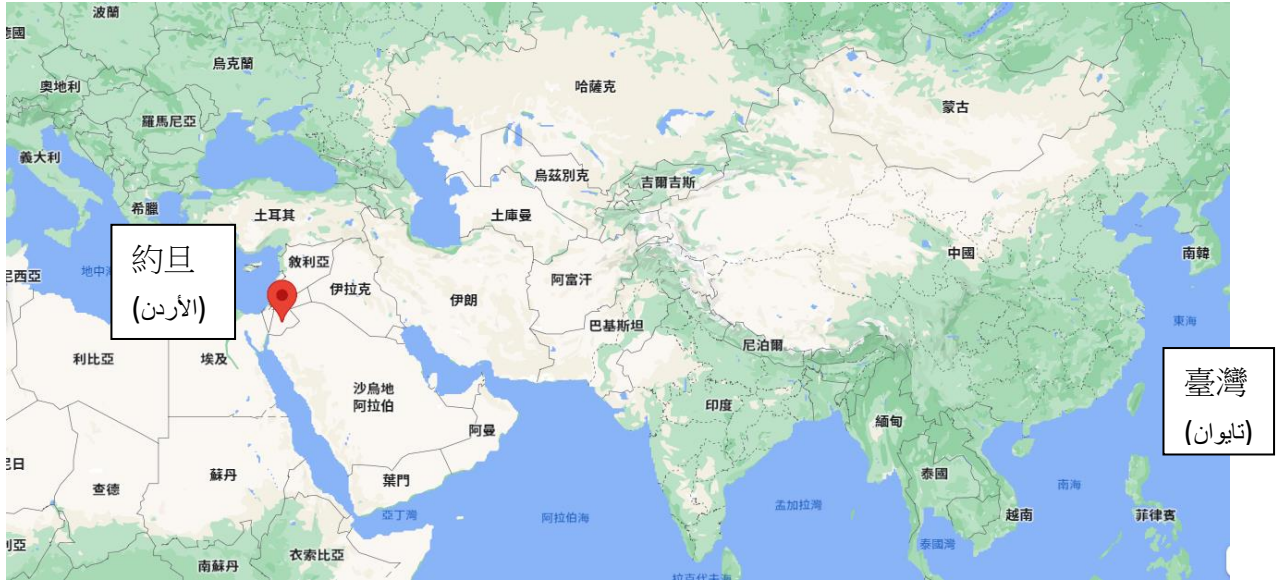 波蘭
德國
烏克蘭
奧地利
哈薩克
蒙古
羅馬尼亞
義大利
烏茲別克
吉爾吉斯
希臘
土耳其
土庫曼
約旦
(الأردن)
地中海
敘利亞
伊拉克
伊朗
阿富汗
中國
南韓
巴基斯坦
東海
利比亞
埃及
尼泊爾
沙烏地
阿拉伯
臺灣
(تايوان)
印度
緬甸
阿曼
蘇丹
查德
葉門
泰國
南海
亞丁灣
阿拉伯海
孟加拉灣
越南
菲律賓
衣索比亞
泰國灣
南蘇丹